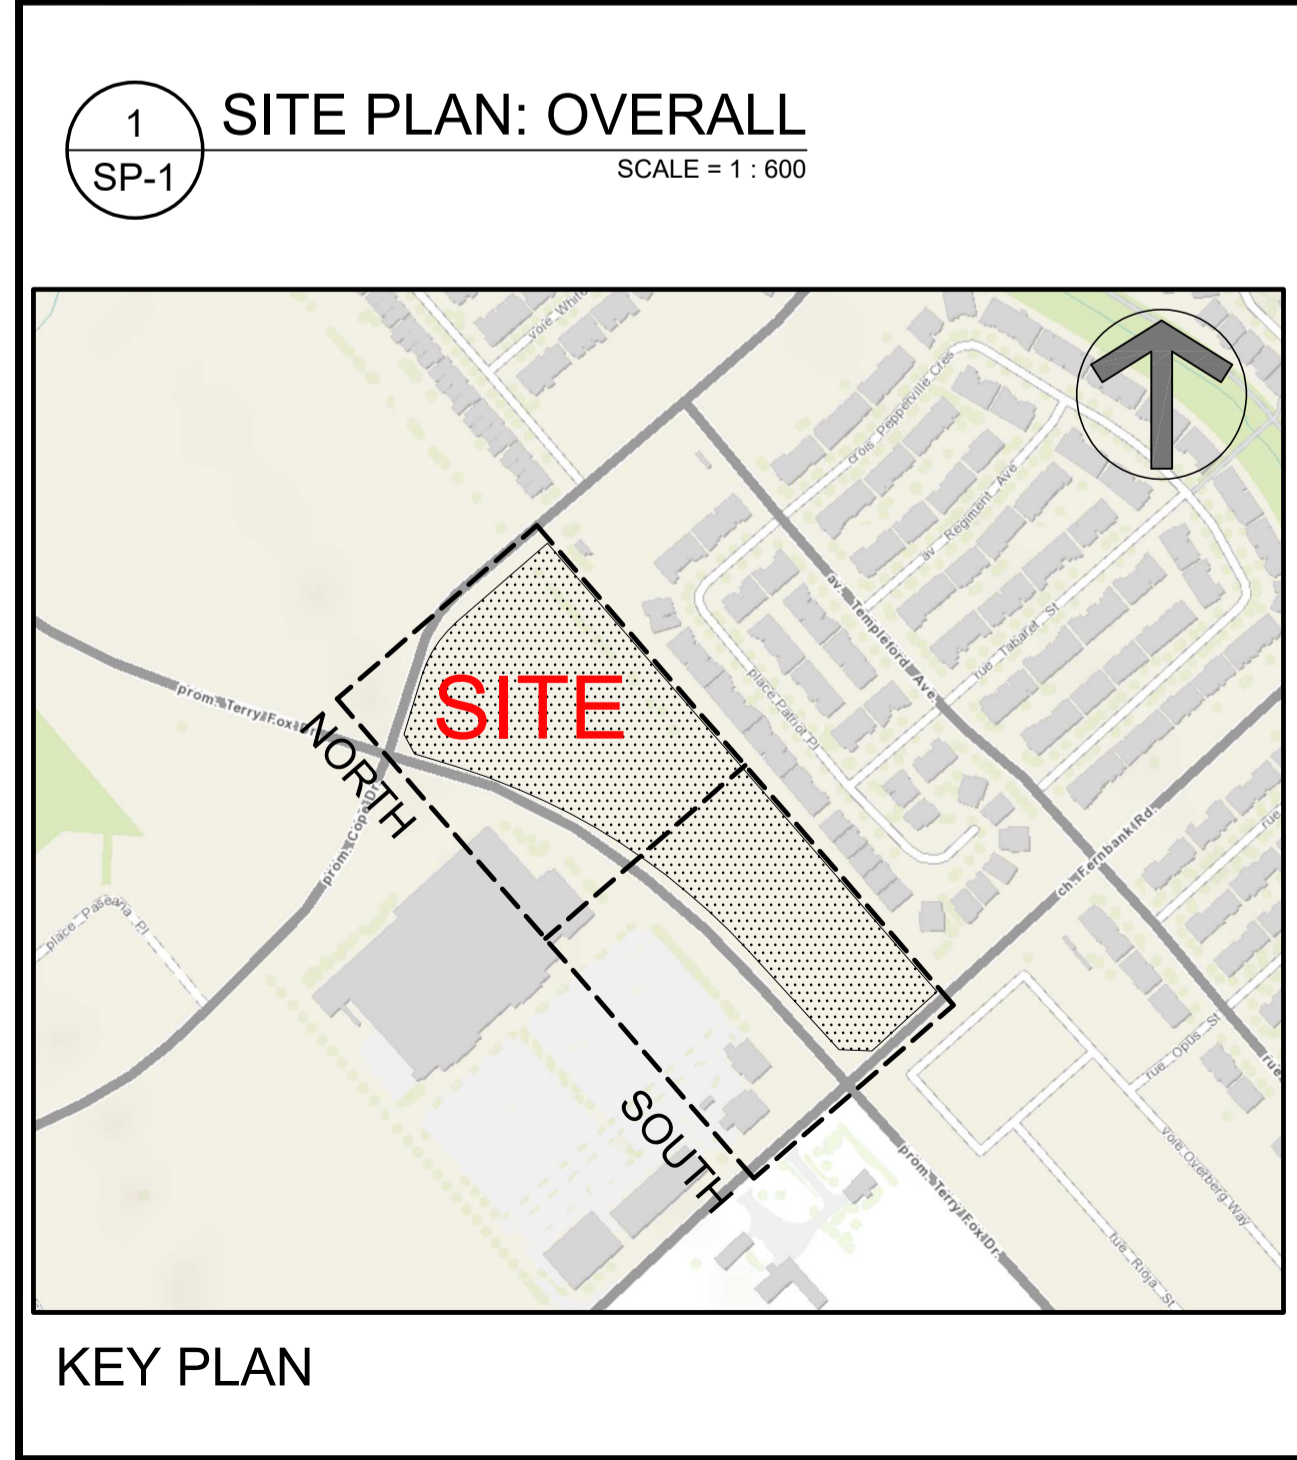 1
SP-1
SITE PLAN: OVERALL
SCALE = 1 : 600
voie White
crois Pepperville Cres
av. Regiment Ave
av. Templeford Ave.
rue Tabaret St
place Patriot Pl
prom. Terry Fox
SITE
NORTH
prom. Cope Dr.
ch. Fernbank Rd.
rue
place Paseana Pl
SOUTH
rue Opus St
rue
voie Overberg Way
prom. Terry Fox Dr.
rue Rioja St
KEY PLAN